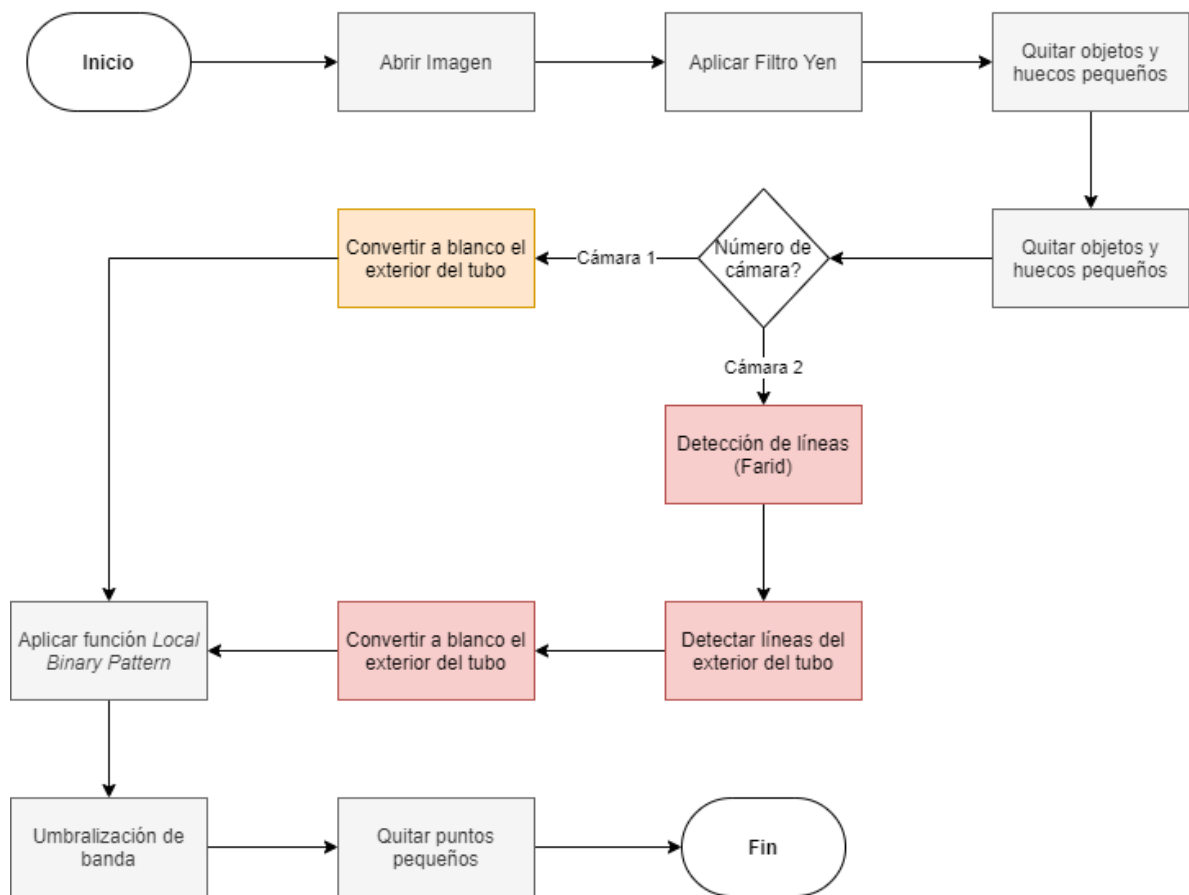 Inicio
Abrir Imagen
Aplicar Filtro Yen
Quitar objetos y
huecos pequeños
Quitar objetos y
huecos pequeños
Número de
cámara?
Cámara 1
Convertir a blanco el
exterior del tubo
Cámara 2
Detección de líneas
(Farid)
Detectar líneas del
exterior del tubo
Convertir a blanco el
exterior del tubo
Aplicar función Local
Binary Pattern
Umbralización de
banda
Quitar puntos
pequeños
Fin